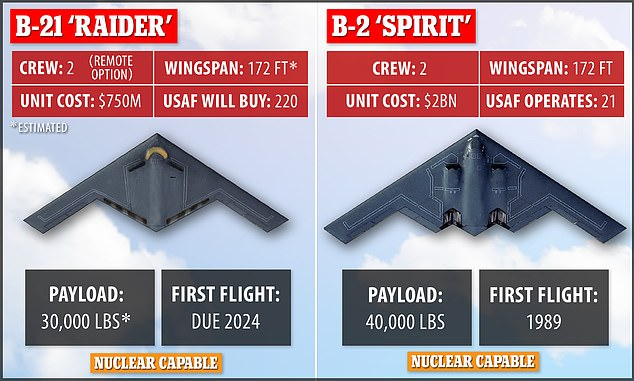 B-21 'RAIDER'
CREW: 2 (REMOTE OPTION)
WINGSPAN: 172 FT*
UNIT COST: $750M
USAF WILL BUY: 220
*ESTIMATED
PAYLOAD:
30,000 LBS*
FIRST FLIGHT:
DUE 2024
NUCLEAR CAPABLE
B-2 'SPIRIT'
CREW: 2
WINGSPAN: 172 FT
UNIT COST: $2BN
USAF OPERATES: 21
PAYLOAD:
40,000 LBS
FIRST FLIGHT:
1989
NUCLEAR CAPABLE